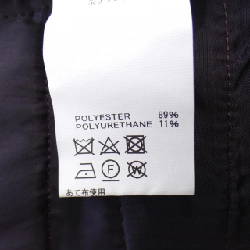 POLYESTER 89%
POLYURETHANE 11%
あて布使用